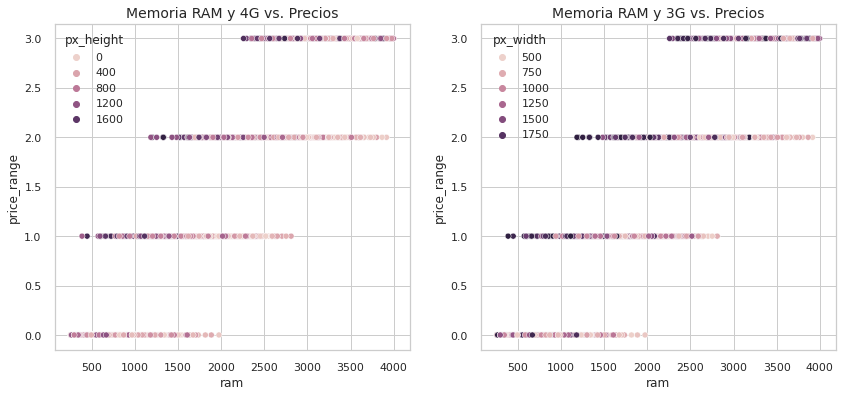 Memoria RAM y 4G vs. Precios
px_height
0
400
800
1200
1600
3.0
2.5
2.0
1.5
1.0
0.5
0.0
price_range
500 1000 1500 2000 2500 3000 3500 4000
ram
Memoria RAM y 3G vs. Precios
px_width
500
750
1000
1250
1500
1750
3.0
2.5
2.0
1.5
1.0
0.5
0.0
price_range
500 1000 1500 2000 2500 3000 3500 4000
ram